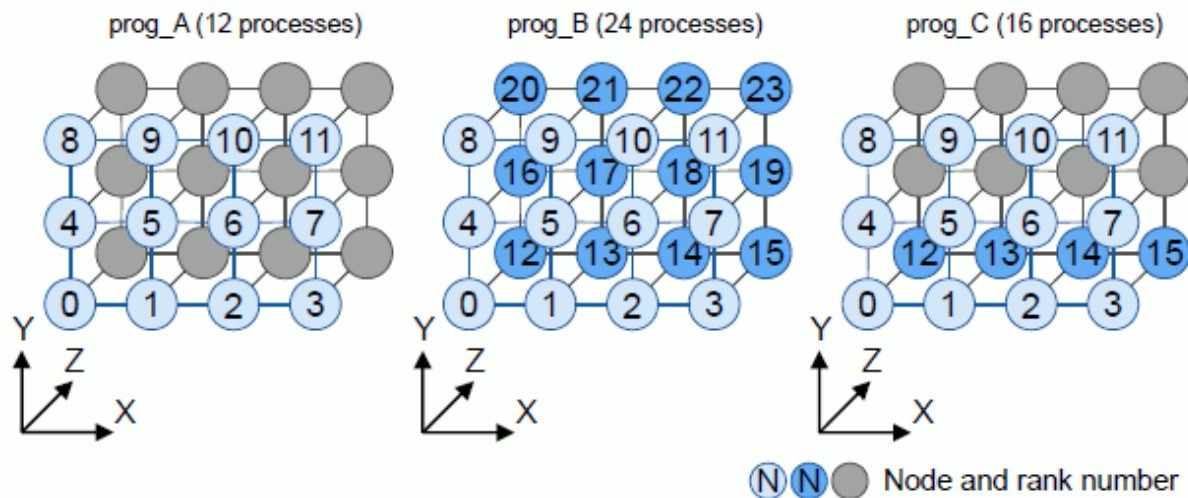 prog_A (12 processes) prog_B (24 processes) prog_C (16 processes)
20 21 22 23
8 9 10 11 8 9 10 11 8 9 10 11
16 17 18 19
4 5 6 7 4 5 6 7 4 5 6 7
12 13 14 15 12 13 14 15
0 1 2 3 0 1 2 3 0 1 2 3
Y Y Y
Z Z Z
X X X
N N Node and rank number